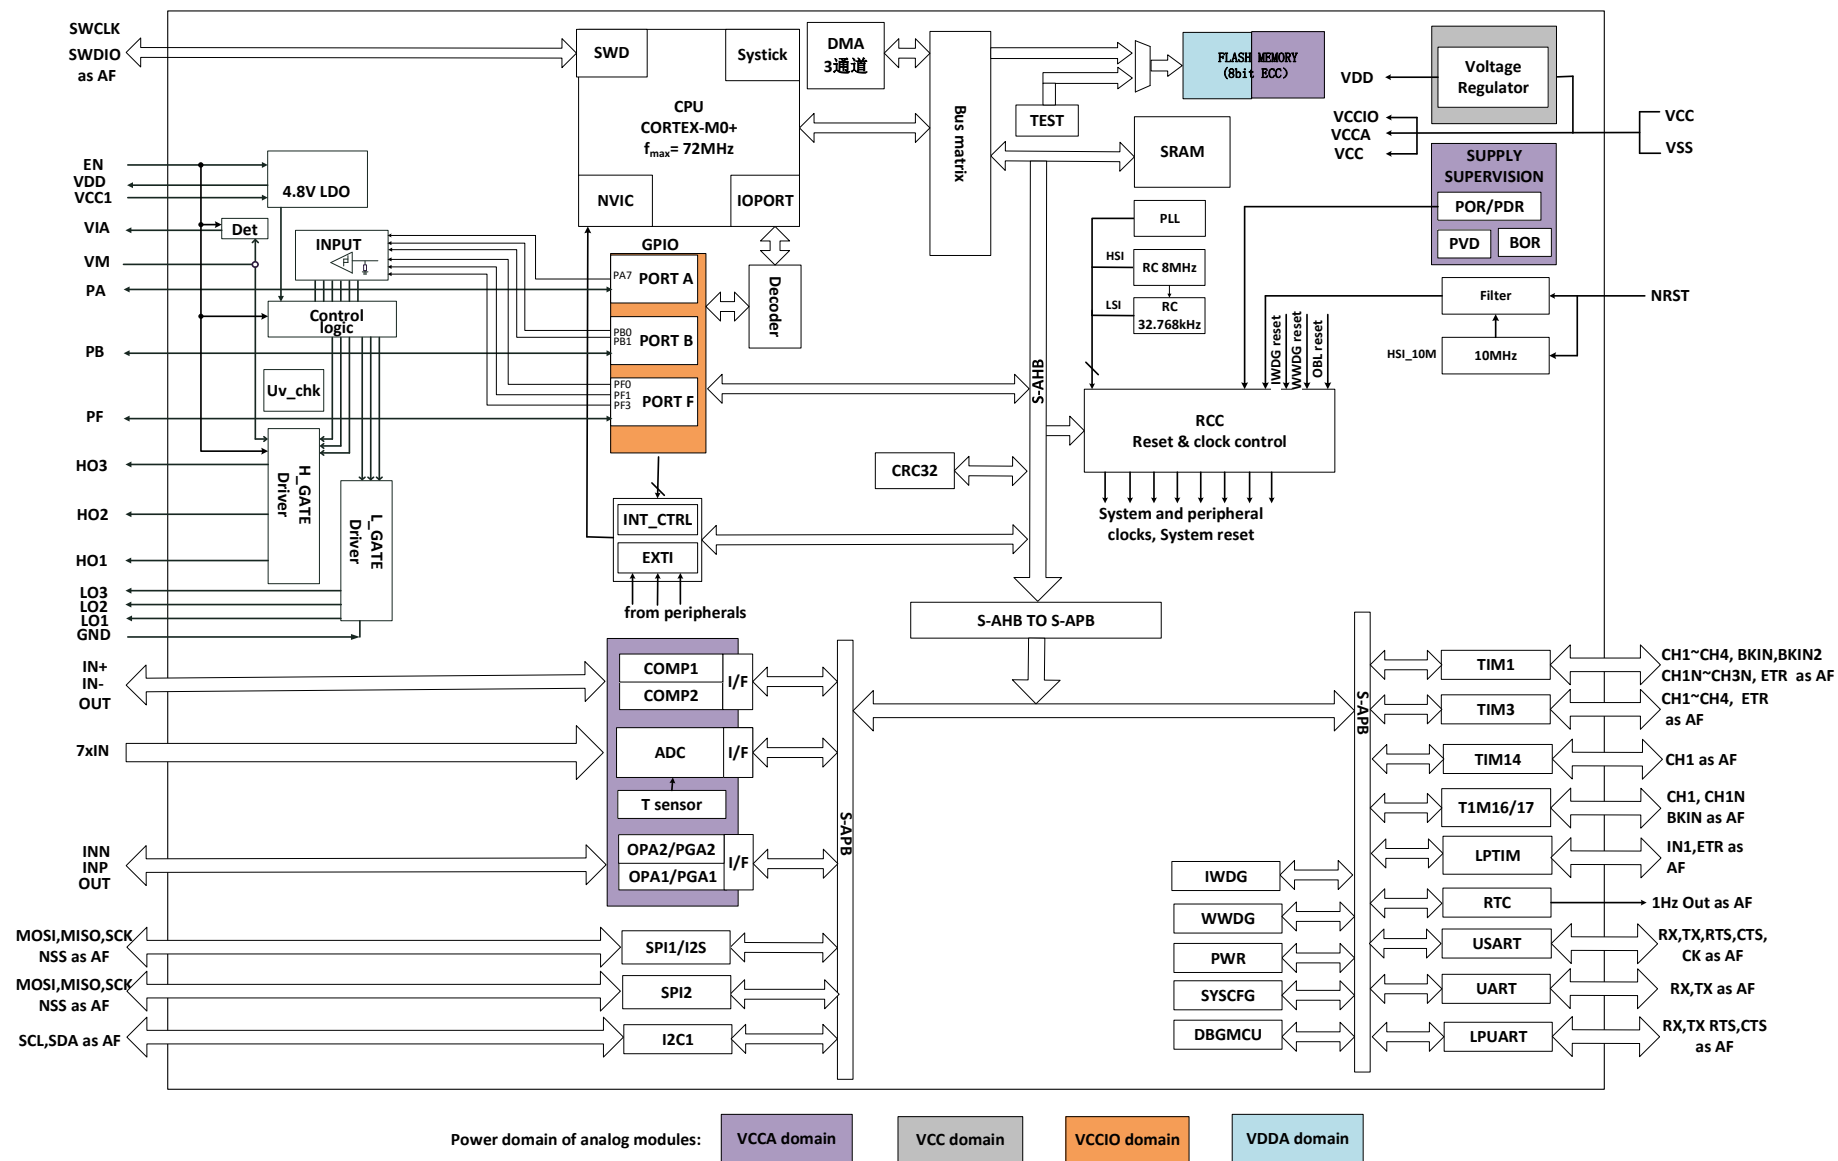 SWCLK
SWDIO
as AF
SWD
Systick
CPU
CORTEX-M0+
fmax= 72MHz
NVIC
IOPORT
DMA
3通道
Bus matrix
TEST
FLASH MEMORY
(8bit ECC)
SRAM
VDD
Voltage
Regulator
VCCIO
VCCA
VCC
VCC
VSS
SUPPLY
SUPERVISION
POR/PDR
PVD
BOR
EN
VDD
VCC1
VIA
VM
PA
PB
PF
HO3
HO2
HO1
LO3
LO2
LO1
GND
4.8V LDO
Det
INPUT
Control
logic
Uv_chk
H_GATE
Driver
L_GATE
Driver
GPIO
PA7
PORT A
PB0
PB1
PORT B
PF0
PF1
PF3
PORT F
Decoder
INT_CTRL
EXTI
from peripherals
PLL
HSI
RC 8MHz
LSI
RC
32.768kHz
S-AHB
CRC32
Filter
NRST
HSI_10M
10MHz
IWDG reset
WWDG reset
OBL reset
RCC
Reset & clock control
System and peripheral
clocks, System reset
S-AHB TO S-APB
IN+
IN-
OUT
COMP1
COMP2
I/F
7xIN
ADC
I/F
T sensor
INN
INP
OUT
OPA2/PGA2
OPA1/PGA1
I/F
MOSI,MISO,SCK
NSS as AF
SPI1/I2S
MOSI,MISO,SCK
NSS as AF
SPI2
SCL,SDA as AF
I2C1
S-APB
S-APB
IWDG
WWDG
PWR
SYSCFG
DBGMCU
TIM1
CH1~CH4, BKIN,BKIN2
CH1N~CH3N, ETR as AF
TIM3
CH1~CH4, ETR
as AF
TIM14
CH1 as AF
T1M16/17
CH1, CH1N
BKIN as AF
LPTIM
IN1,ETR as
AF
RTC
1Hz Out as AF
USART
RX,TX,RTS,CTS,
CK as AF
UART
RX,TX as AF
LPUART
RX,TX RTS,CTS
as AF
Power domain of analog modules:
VCCA domain
VCC domain
VCCIO domain
VDDA domain